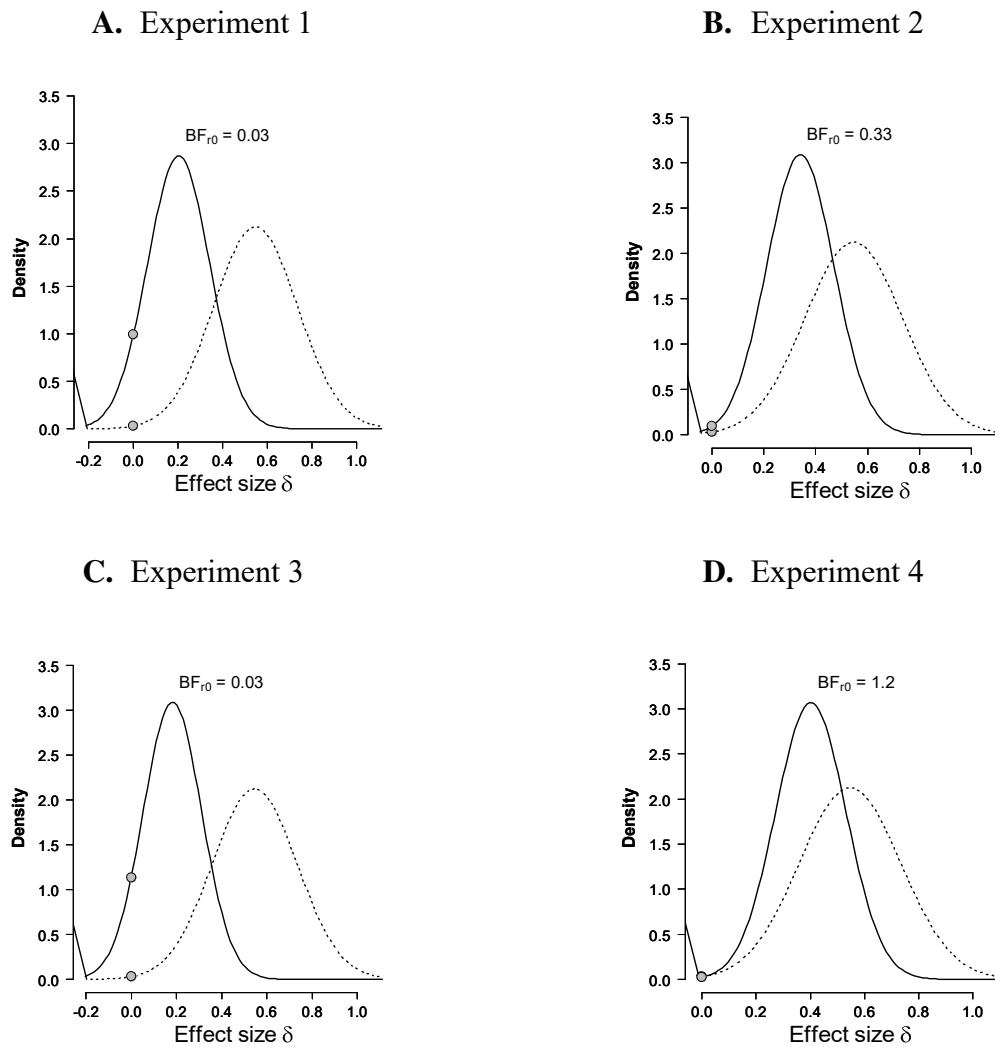 A. Experiment 1
BFr0 = 0.03
3.5
3.0
2.5
2.0
1.5
1.0
0.5
0.0
Density
-0.2 0.0 0.2 0.4 0.6 0.8 1.0
Effect size δ
B. Experiment 2
BFr0 = 0.33
3.5
3.0
2.5
2.0
1.5
1.0
0.5
0.0
Density
0.0 0.2 0.4 0.6 0.8 1.0
Effect size δ
C. Experiment 3
BFr0 = 0.03
3.5
3.0
2.5
2.0
1.5
1.0
0.5
0.0
Density
-0.2 0.0 0.2 0.4 0.6 0.8 1.0
Effect size δ
D. Experiment 4
BFr0 = 1.2
3.5
3.0
2.5
2.0
1.5
1.0
0.5
0.0
Density
0.0 0.2 0.4 0.6 0.8 1.0
Effect size δ